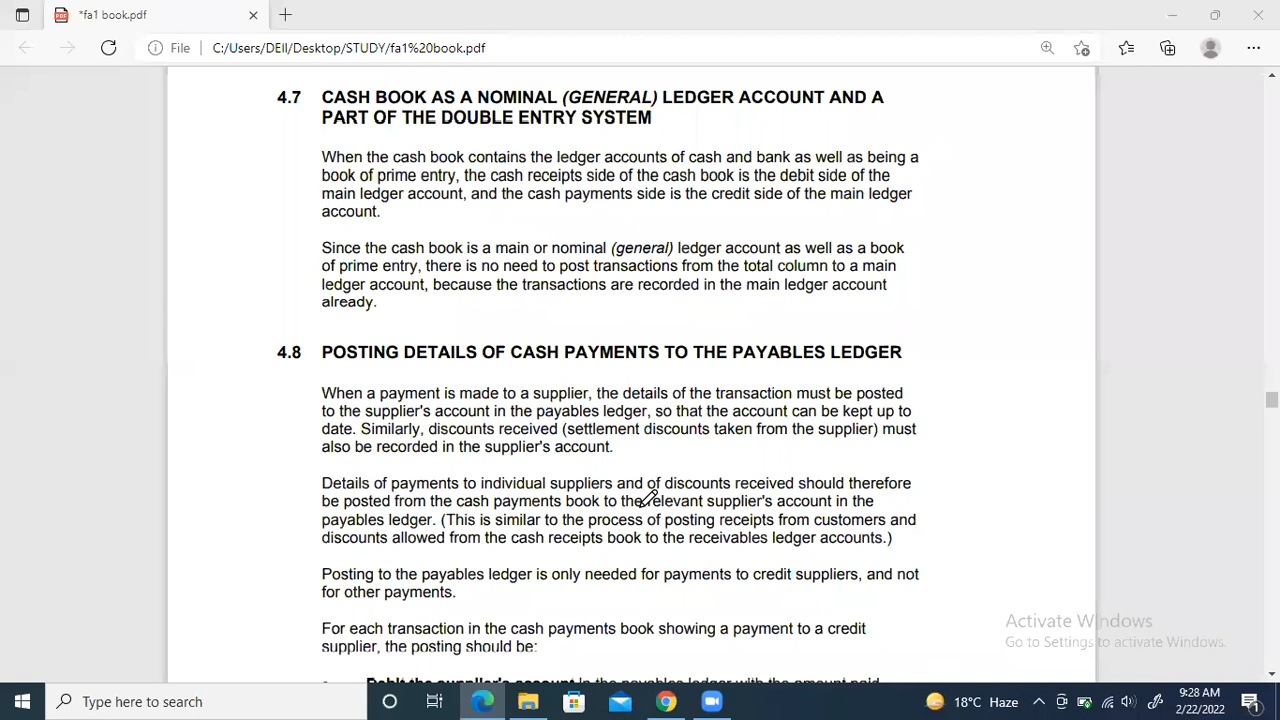 *fa1 book.pdf
File
C:/Users/DEll/Desktop/STUDY/fa1%20book.pdf
4.7 CASH BOOK AS A NOMINAL (GENERAL) LEDGER ACCOUNT AND A
PART OF THE DOUBLE ENTRY SYSTEM
When the cash book contains the ledger accounts of cash and bank as well as being a
book of prime entry, the cash receipts side of the cash book is the debit side of the
main ledger account, and the cash payments side is the credit side of the main ledger
account.
Since the cash book is a main or nominal (general) ledger account as well as a book
of prime entry, there is no need to post transactions from the total column to a main
ledger account, because the transactions are recorded in the main ledger account
already.
4.8 POSTING DETAILS OF CASH PAYMENTS TO THE PAYABLES LEDGER
When a payment is made to a supplier, the details of the transaction must be posted
to the supplier's account in the payables ledger, so that the account can be kept up to
date. Similarly, discounts received (settlement discounts taken from the supplier) must
also be recorded in the supplier's account.
Details of payments to individual suppliers and of discounts received should therefore
be posted from the cash payments book to the relevant supplier's account in the
payables ledger. (This is similar to the process of posting receipts from customers and
discounts allowed from the cash receipts book to the receivables ledger accounts.)
Posting to the payables ledger is only needed for payments to credit suppliers, and not
for other payments.
For each transaction in the cash payments book showing a payment to a credit
supplier, the posting should be:
Debit the supplier's account in the payables ledger with the amount paid
Activate Windows
Go to Settings to activate Windows.
Type here to search
18°C Haze
9:28 AM
2/22/2022
1